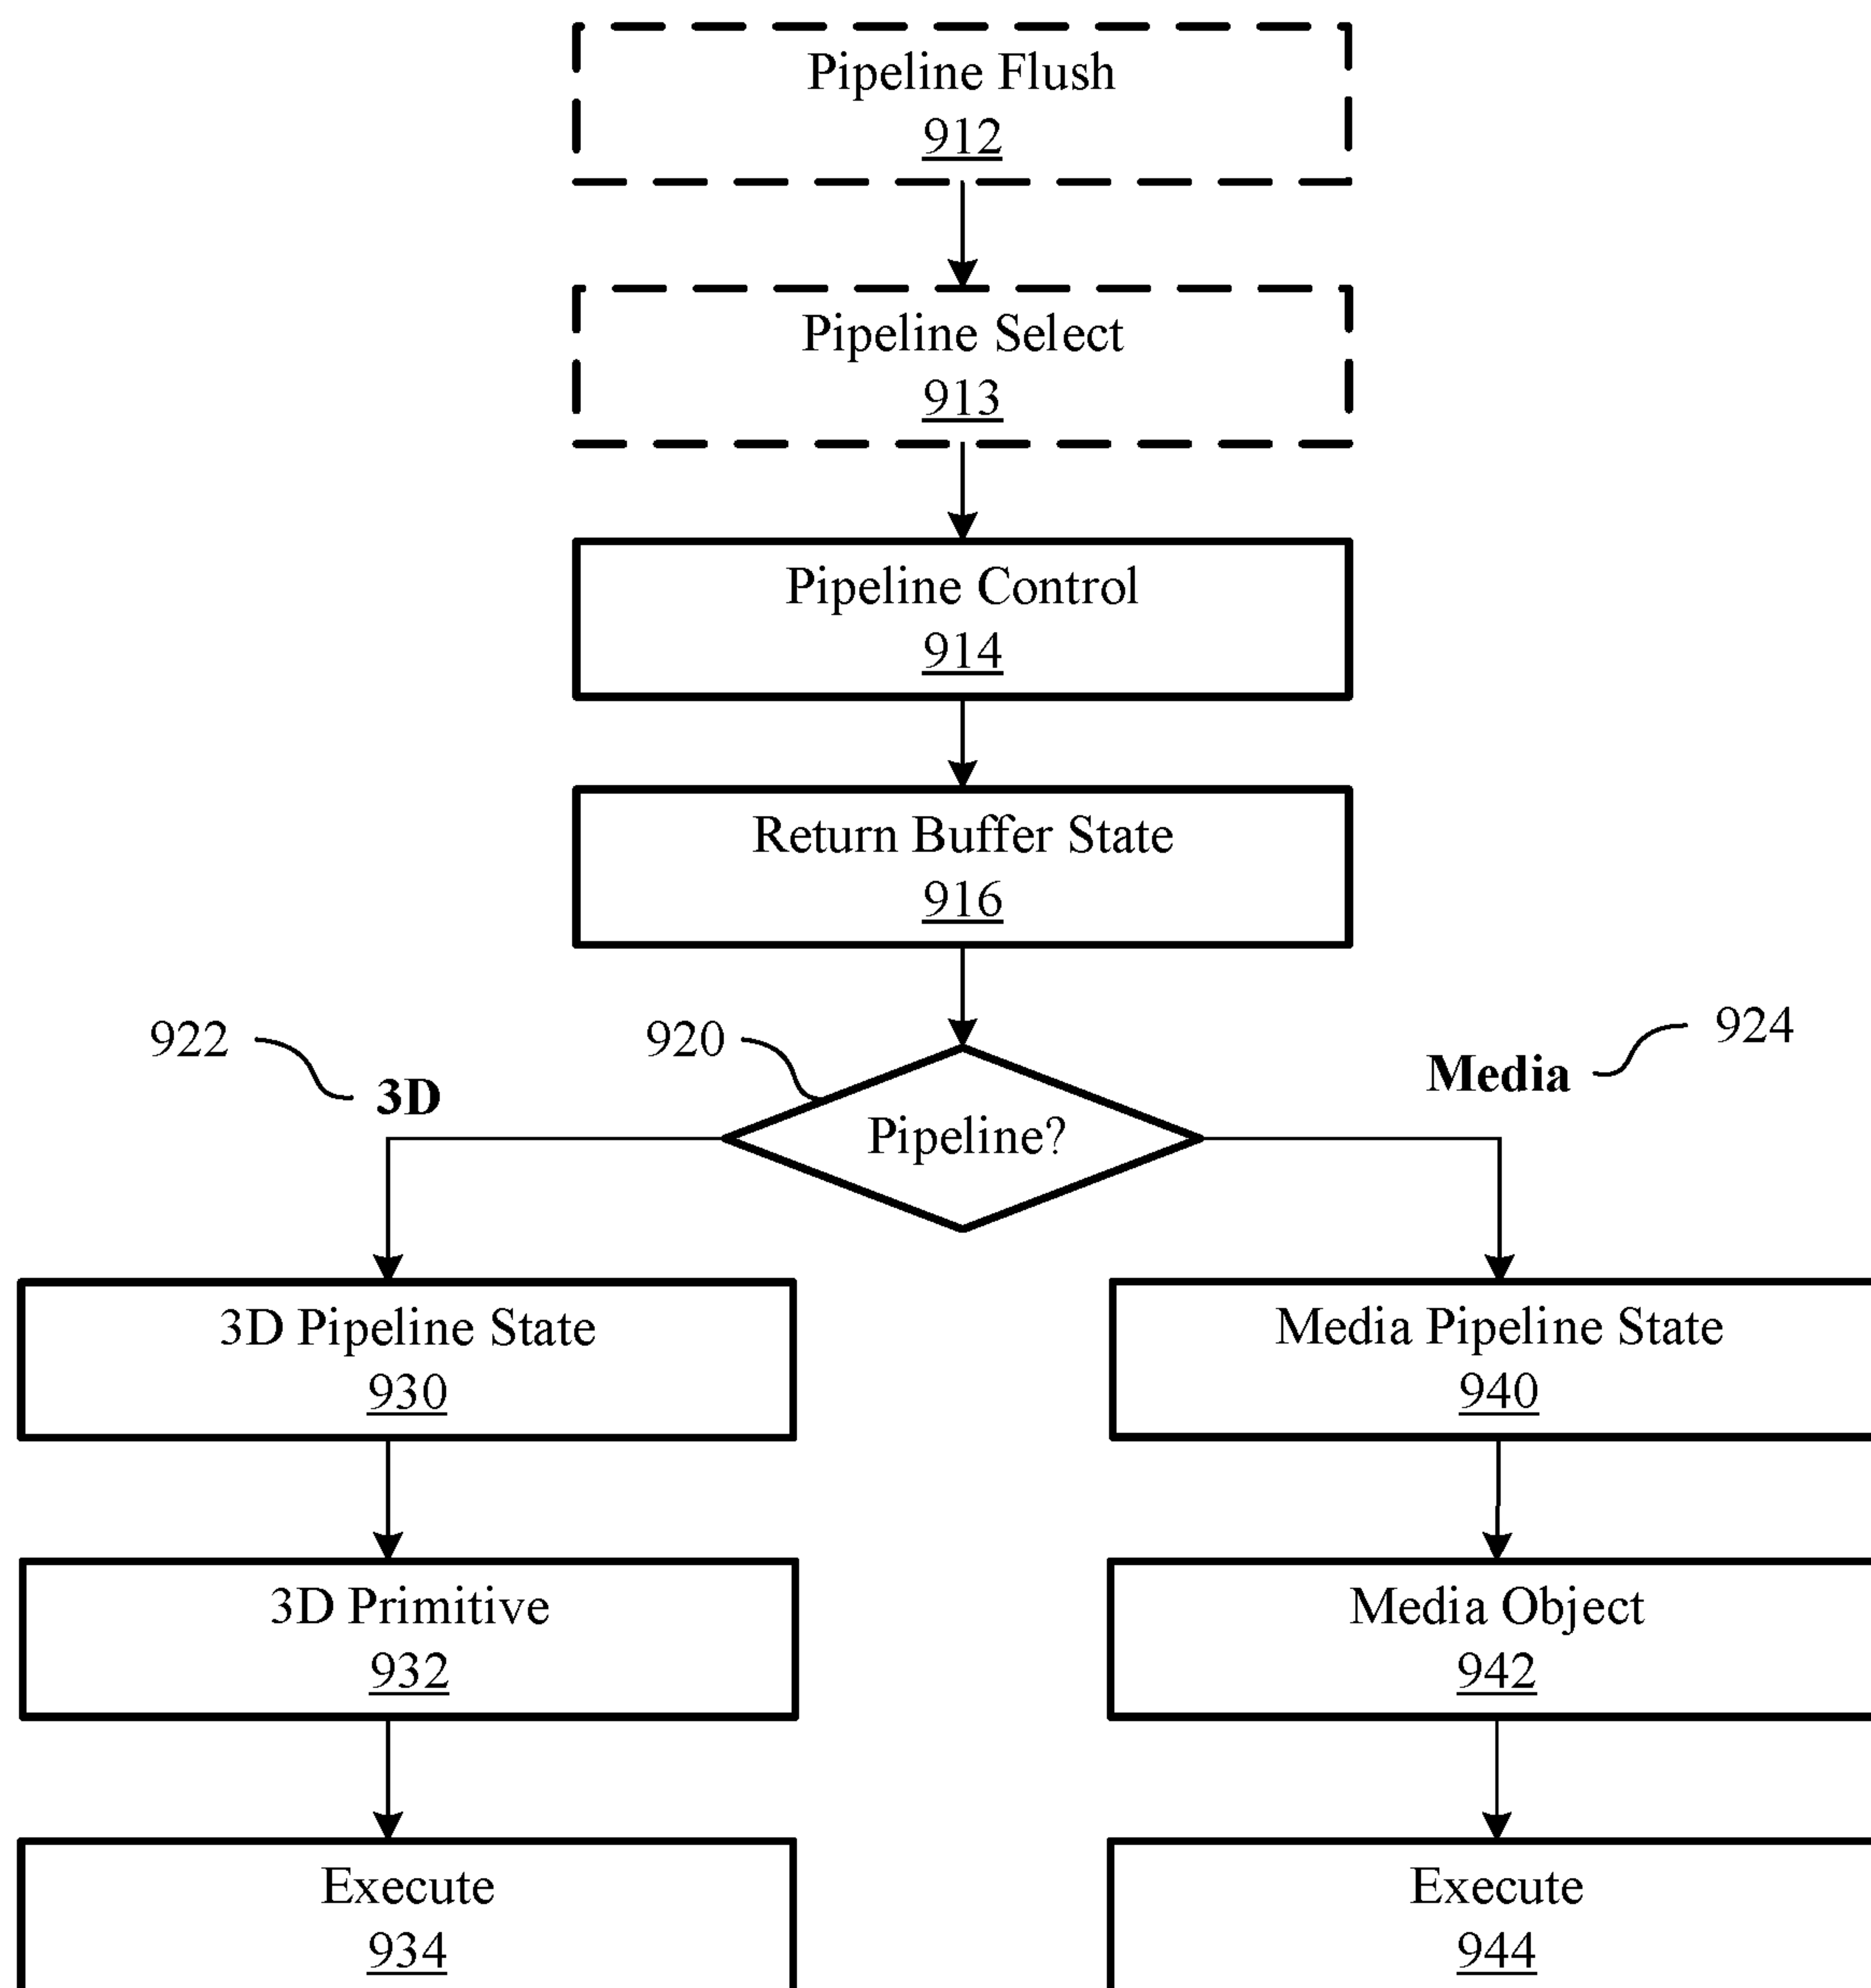 Pipeline Flush
912
Pipeline Select
913
Pipeline Control
914
Return Buffer State
916
922
3D
920
Pipeline?
Media
924
3D Pipeline State
930
Media Pipeline State
940
3D Primitive
932
Media Object
942
Execute
934
Execute
944